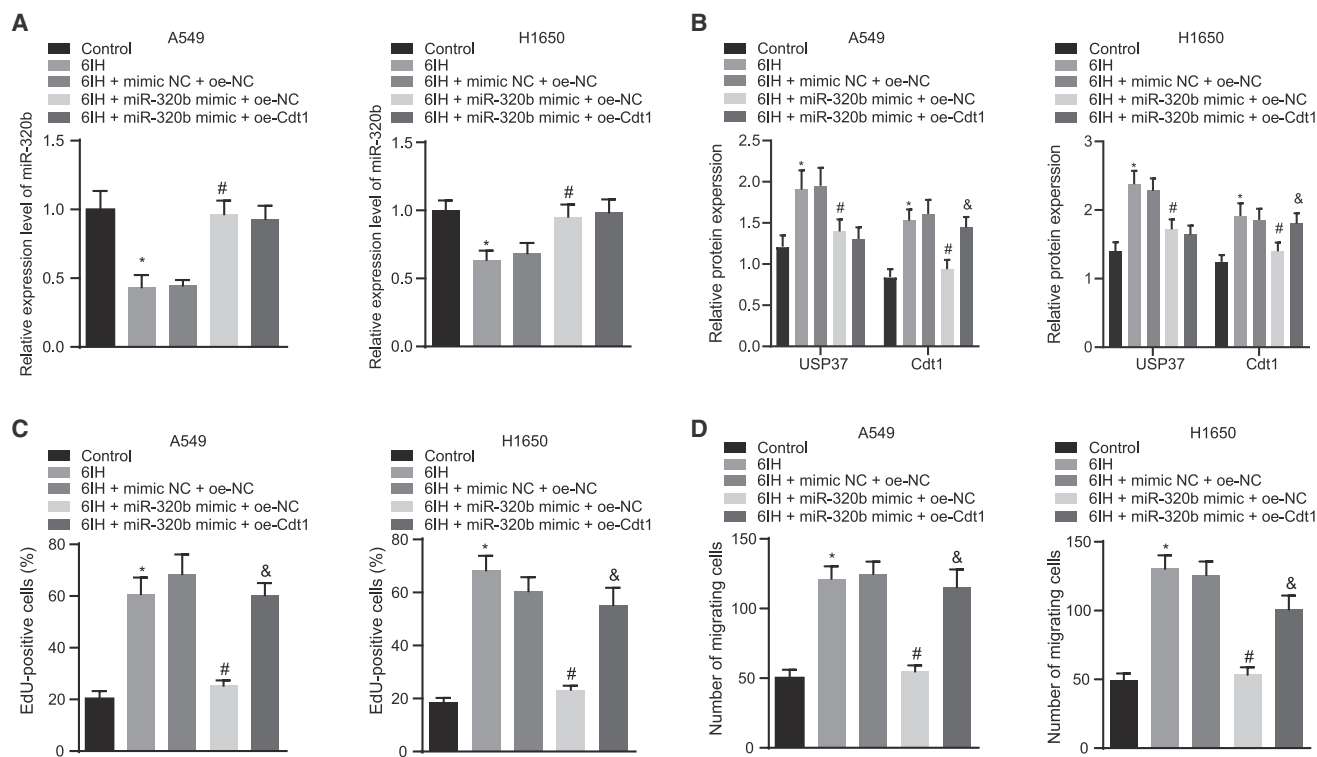 A
A549
Control
6IH
6IH + mimic NC + oe-NC
6IH + miR-320b mimic + oe-NC
6IH + miR-320b mimic + oe-Cdt1
Relative expression level of miR-320b
1.5
1.0
0.5
0.0
*
#
H1650
Control
6IH
6IH + mimic NC + oe-NC
6IH + miR-320b mimic + oe-NC
6IH + miR-320b mimic + oe-Cdt1
Relative expression level of miR-320b
1.5
1.0
0.5
0.0
*
#
B
A549
Control
6IH
6IH + mimic NC + oe-NC
6IH + miR-320b mimic + oe-NC
6IH + miR-320b mimic + oe-Cdt1
Relative protein experssion
2.5
2.0
1.5
1.0
0.5
0.0
*
#
*
#
&
USP37
Cdt1
H1650
Control
6IH
6IH + mimic NC + oe-NC
6IH + miR-320b mimic + oe-NC
6IH + miR-320b mimic + oe-Cdt1
Relative protein experssion
3
2
1
0
*
#
*
#
&
USP37
Cdt1
C
A549
Control
6IH
6IH + mimic NC + oe-NC
6IH + miR-320b mimic + oe-NC
6IH + miR-320b mimic + oe-Cdt1
EdU-positive cells (%)
80
60
40
20
0
*
#
&
H1650
Control
6IH
6IH + mimic NC + oe-NC
6IH + miR-320b mimic + oe-NC
6IH + miR-320b mimic + oe-Cdt1
EdU-positive cells (%)
80
60
40
20
0
*
#
&
D
A549
Control
6IH
6IH + mimic NC + oe-NC
6IH + miR-320b mimic + oe-NC
6IH + miR-320b mimic + oe-Cdt1
Number of migrating cells
150
100
50
0
*
#
&
H1650
Control
6IH
6IH + mimic NC + oe-NC
6IH + miR-320b mimic + oe-NC
6IH + miR-320b mimic + oe-Cdt1
Number of migrating cells
150
100
50
0
*
#
&